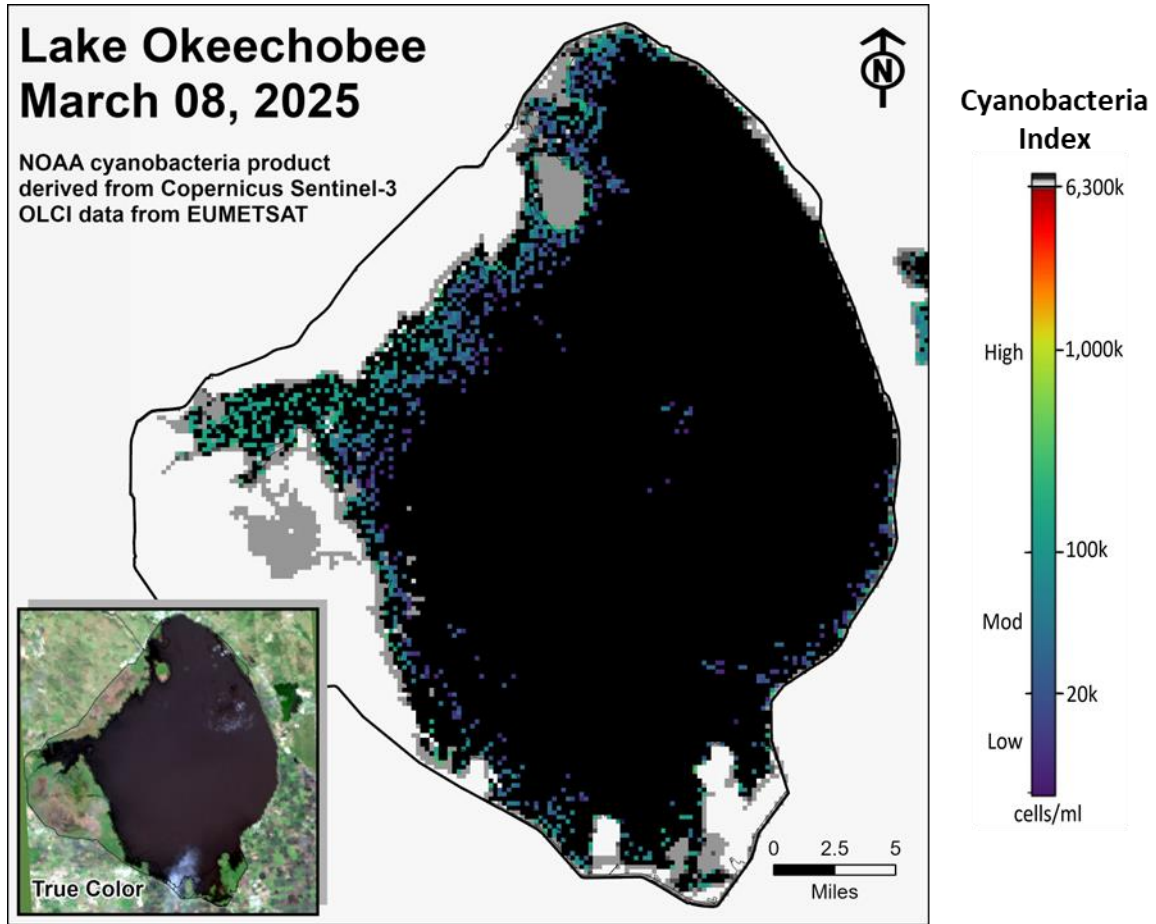 Lake Okeechobee
March 08, 2025
NOAA cyanobacteria product
derived from Copernicus Sentinel-3
OLCI data from EUMETSAT
N
Cyanobacteria
Index
6,300k
High
1,000k
100k
Mod
20k
Low
cells/ml
True Color
0 2.5 5
Miles